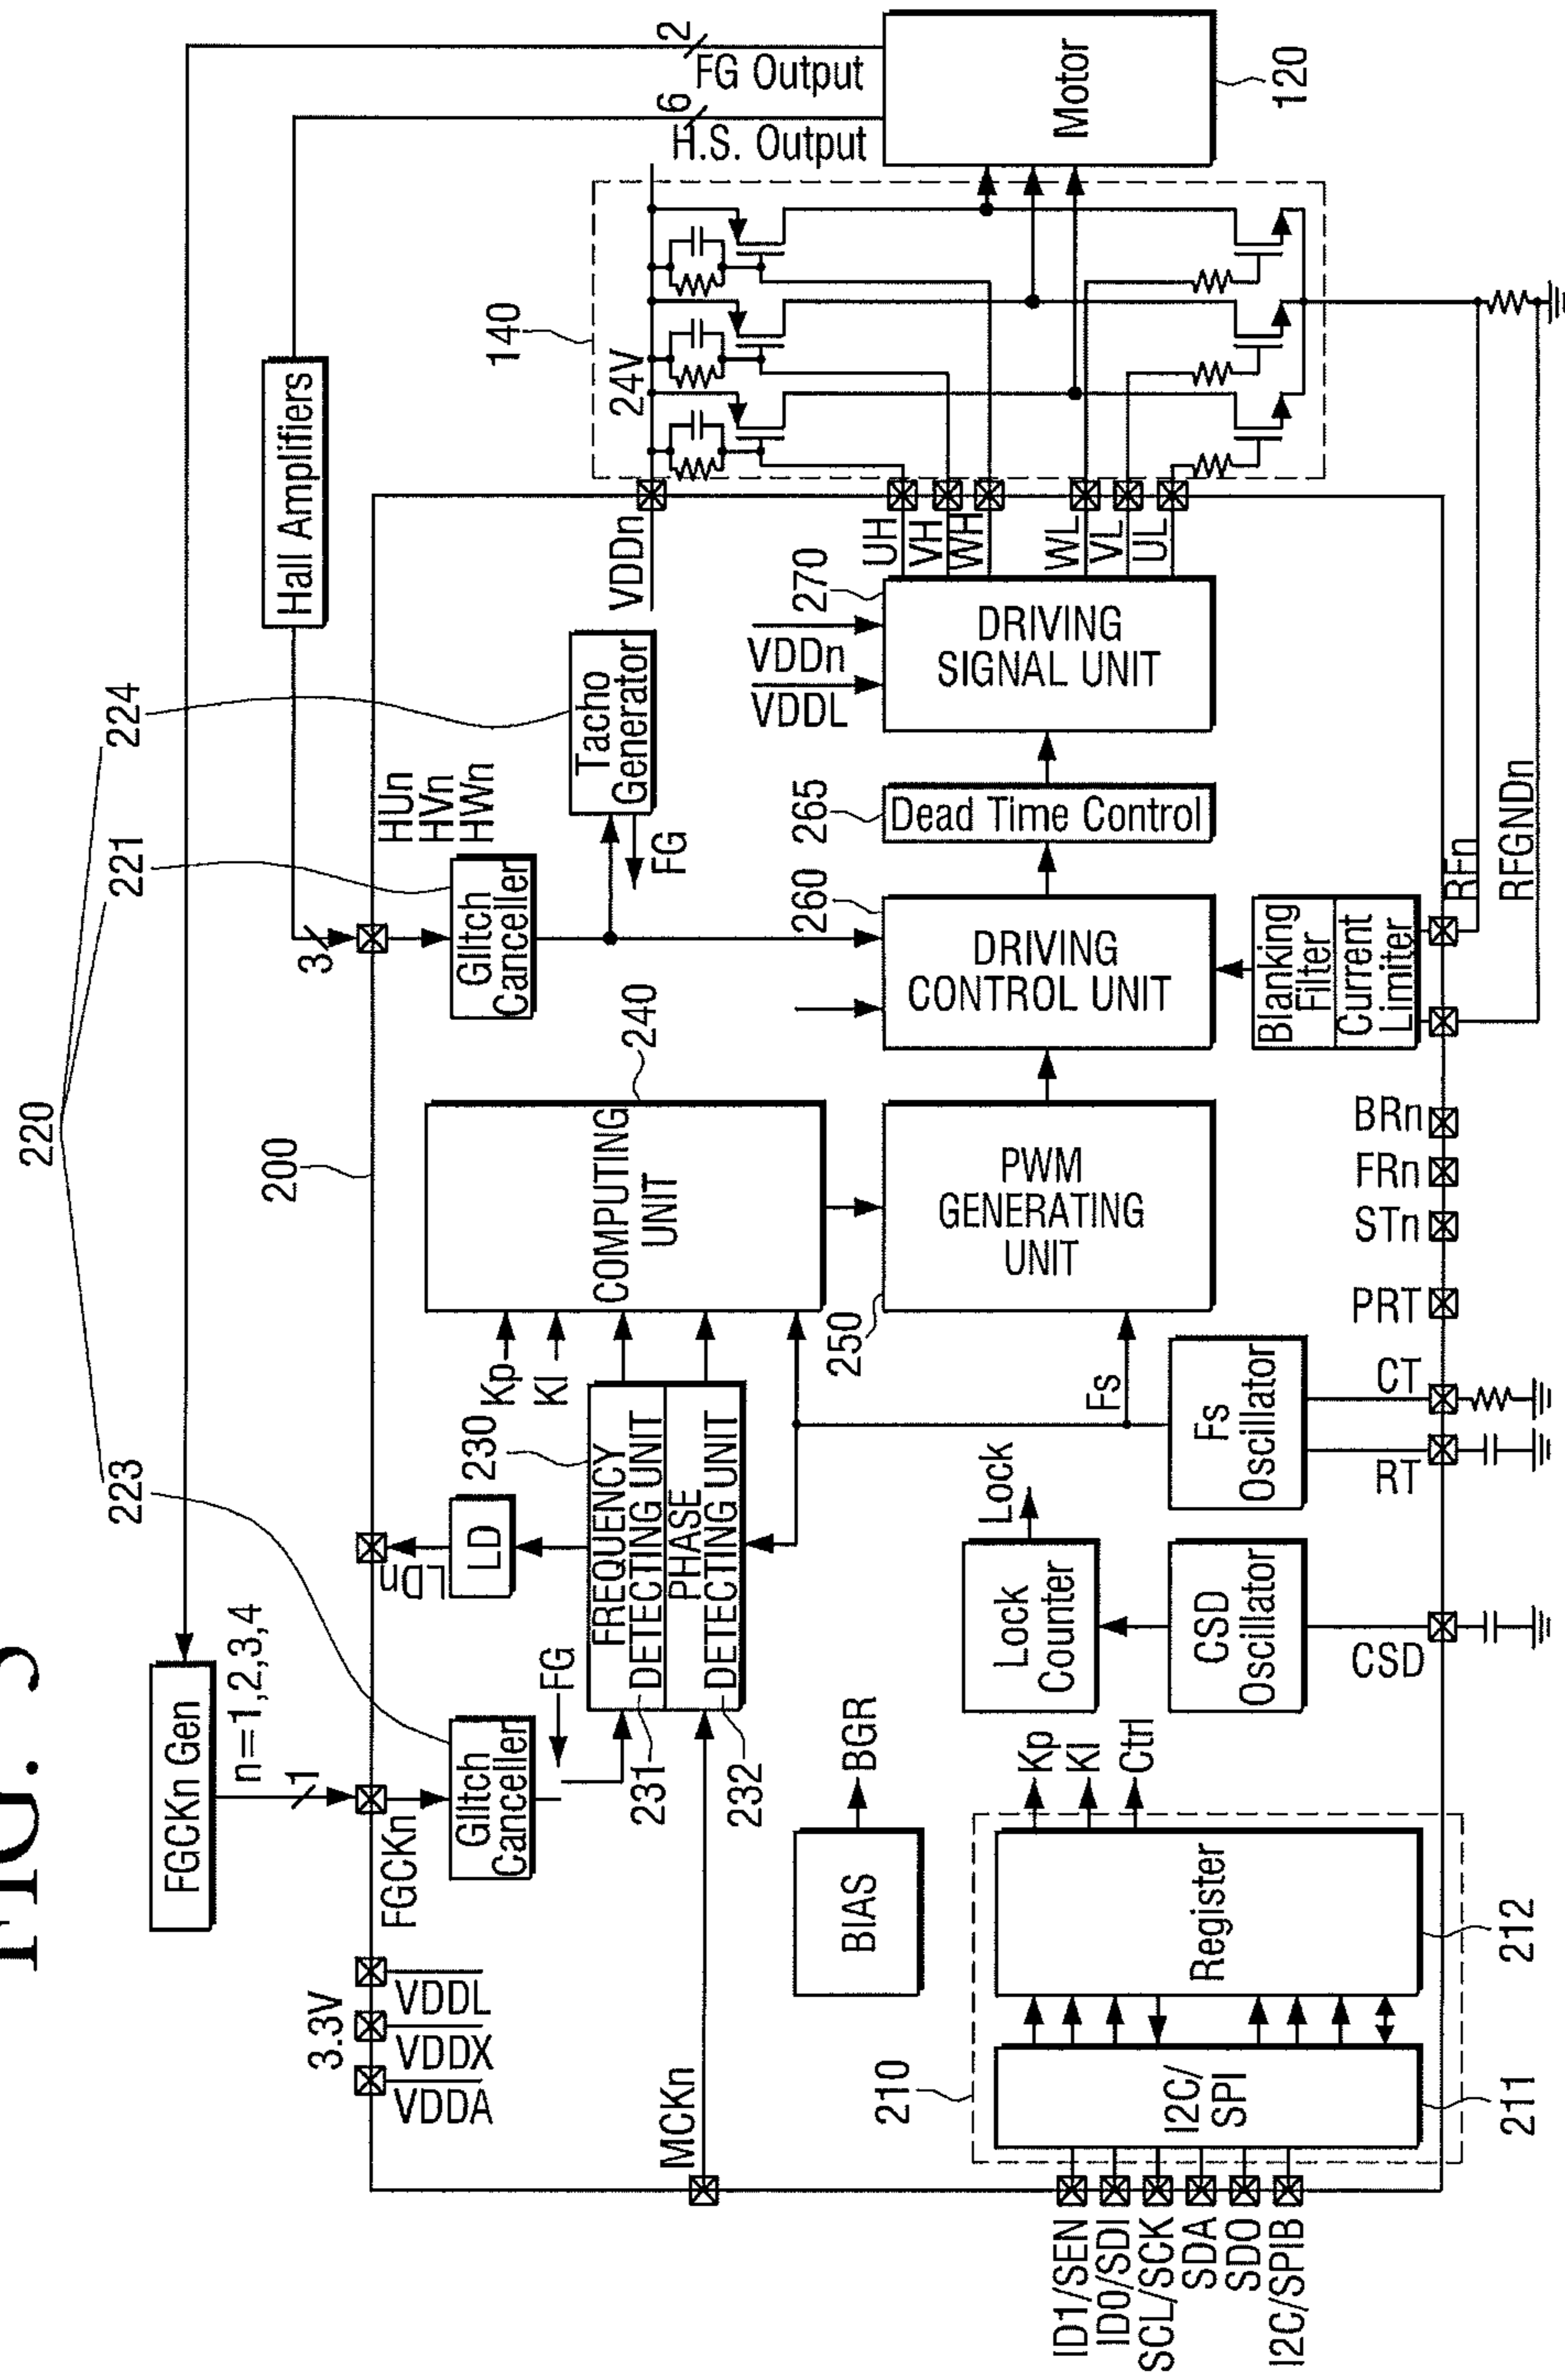 FIG. 3
220
223
221
224
FGCKn Gen
n=1,2,3,4
1
Hall Amplifiers
2
FG Output
6
H.S. Output
Motor
120
200
3.3V
VDDA
VDDX
VDDL
FGCKn
Glitch
Canceller
FG
LDn
LD
230
FREQUENCY
DETECTING UNIT
PHASE
DETECTING UNIT
231
232
MCKn
Kp
KI
240
COMPUTING
UNIT
3
HUn
HVn
HWn
Glitch
Canceller
Tacho
Generator
FG
VDDn
24V
140
BIAS
BGR
250
Fs
PWM
GENERATING
UNIT
260
DRIVING
CONTROL UNIT
265
Dead Time Control
VDDL
VDDn
270
DRIVING
SIGNAL UNIT
UH
VH
WH
WL
VL
UL
210
ID1/SEN
ID0/SDI
SCL/SCK
SDA
SDO
I2C/SPIB
I2C/
SPI
211
Register
212
Kp
KI
Ctrl
Lock
Counter
Lock
CSD
Oscillator
CSD
Fs
Oscillator
RT
CT
PRT
STn
FRn
BRn
Blanking
Filter
Current
Limiter
RFn
RFGNDn